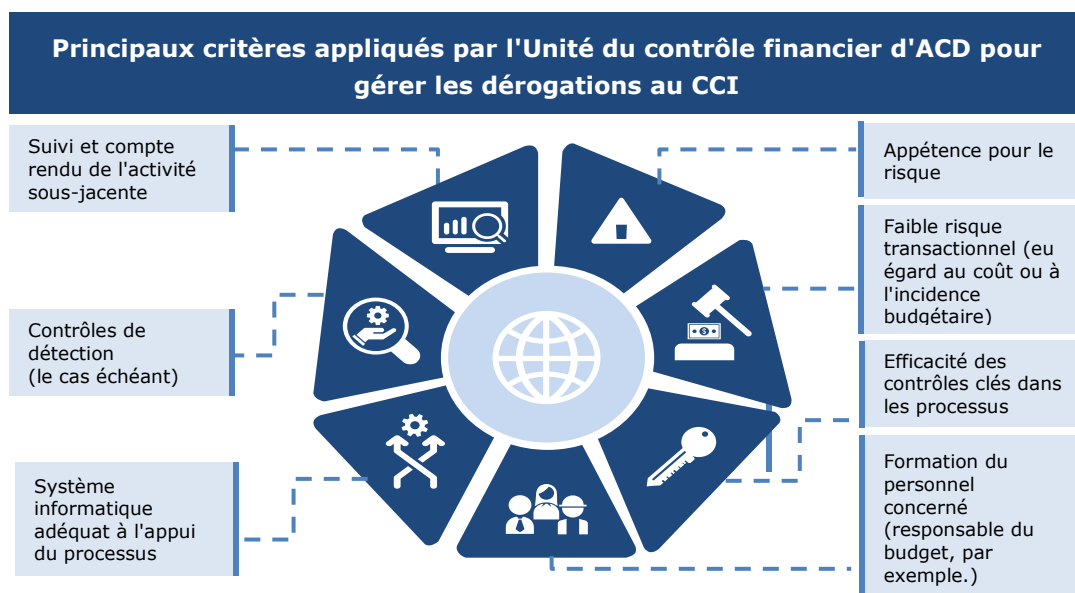 Principaux critères appliqués par l'Unité du contrôle financier d'ACD pour
gérer les dérogations au CCI
Suivi et compte
rendu de l'activité
sous-jacente
Contrôles de
détection
(le cas échéant)
Système
informatique
adéquat à l'appui
du processus
Appétence pour le
risque
Faible risque
transactionnel (eu
égard au coût ou à
l'incidence
budgétaire)
Efficacité des
contrôles clés dans
les processus
Formation du
personnel
concerné
(responsable du
budget, par
exemple.)
$